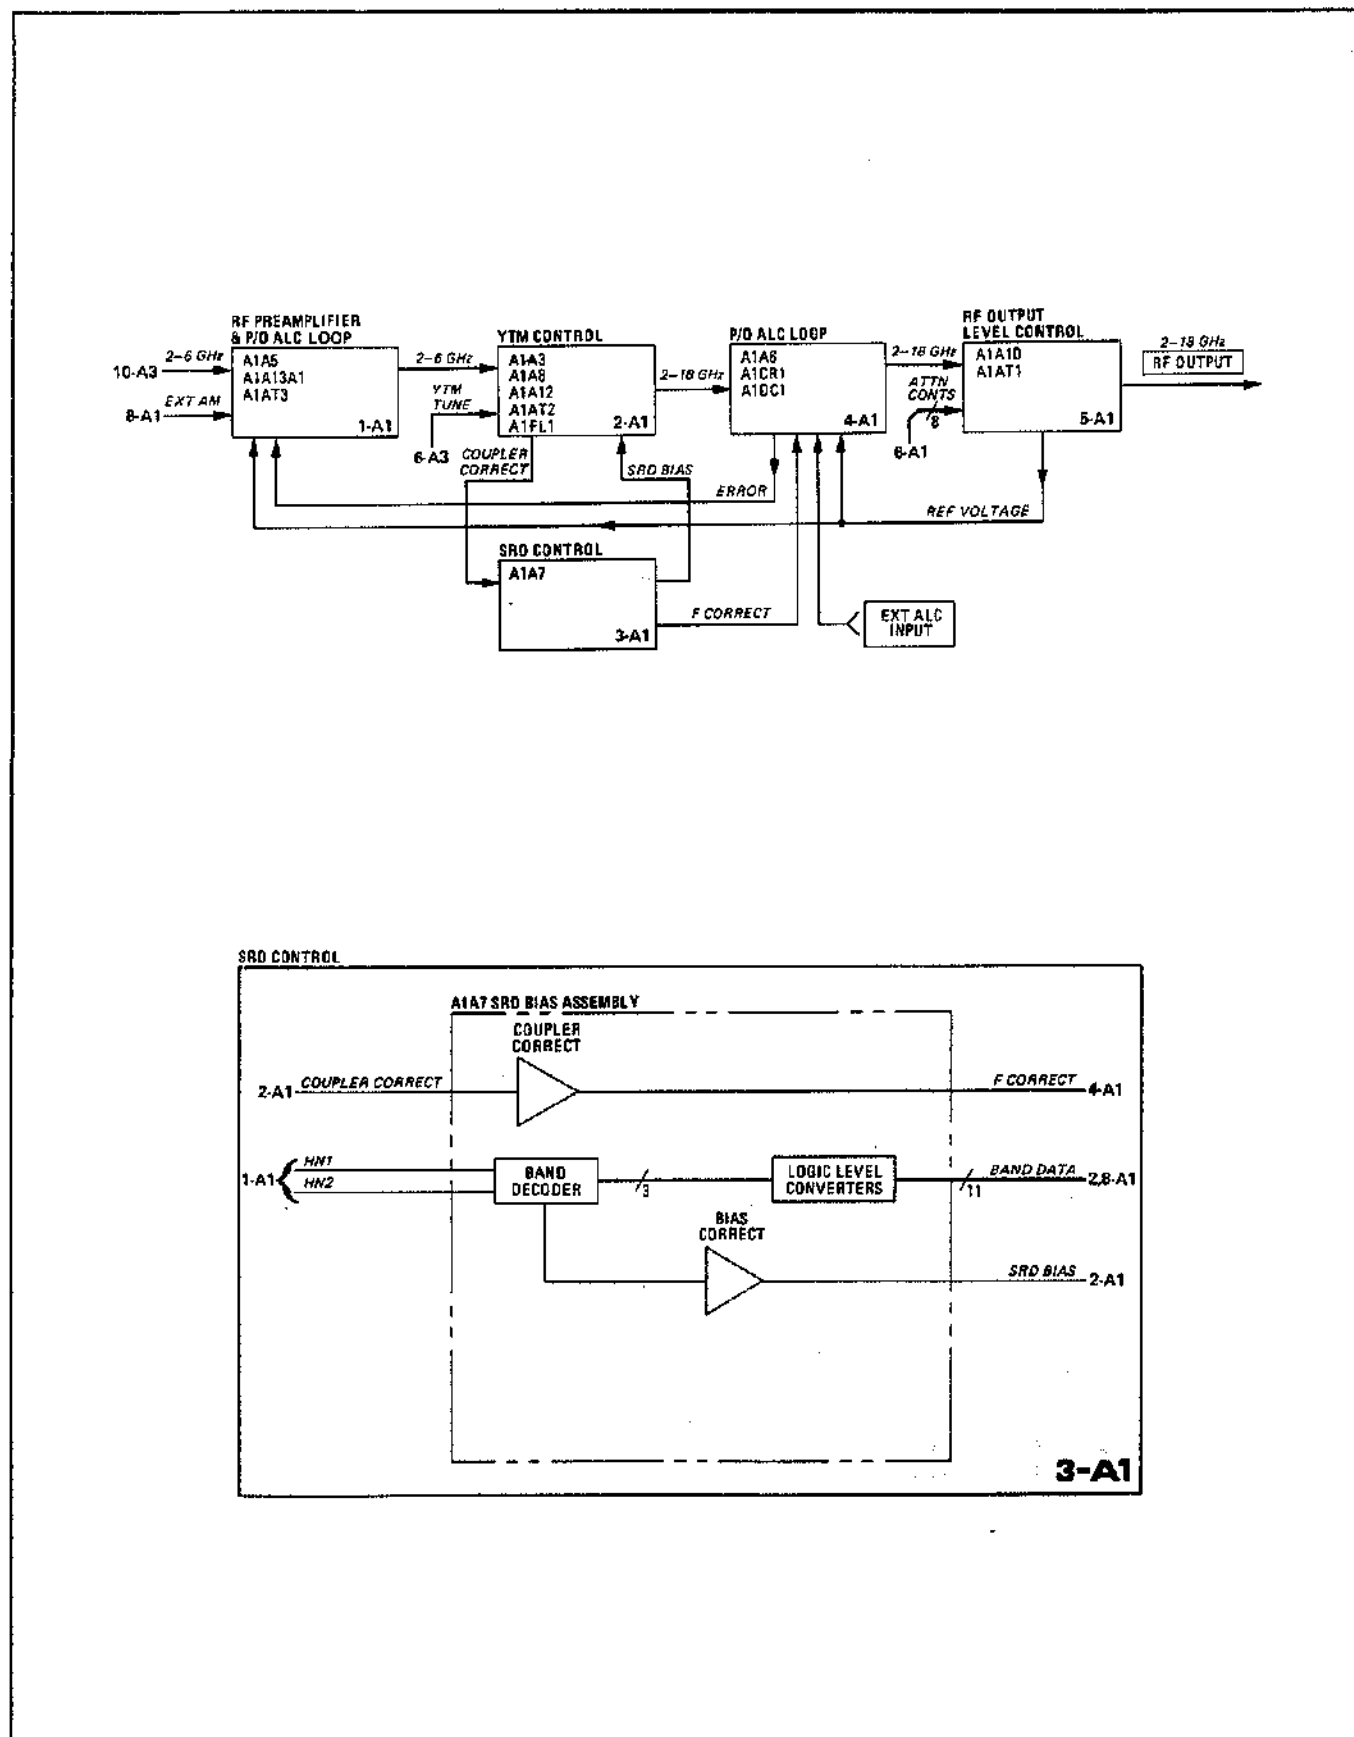 RF PREAMPLIFIER
& P/O ALC LOOP
10-A3
2-6 GHz
8-A1
EXT AM
A1A5
A1A13A1
A1AT3
1-A1
2-6 GHz
YTM
TUNE
6-A3
YTM CONTROL
A1A3
A1A8
A1A12
A1AT2
A1FL1
2-A1
2-18 GHz
P/O ALC LOOP
A1A6
A1CR1
A1DC1
4-A1
2-18 GHz
ATTN
CONTS
8
6-A1
RF OUTPUT
LEVEL CONTROL
A1A10
A1AT1
5-A1
2-18 GHz
RF OUTPUT
COUPLER
CORRECT
SRD BIAS
ERROR
REF VOLTAGE
SRD CONTROL
A1A7
3-A1
F CORRECT
EXT ALC
INPUT
SRD CONTROL
A1A7 SRD BIAS ASSEMBLY
COUPLER
CORRECT
2-A1
COUPLER CORRECT
F CORRECT
4-A1
1-A1
HN1
HN2
BAND
DECODER
3
LOGIC LEVEL
CONVERTERS
BAND DATA
11
2,8-A1
BIAS
CORRECT
SRD BIAS
2-A1
3-A1